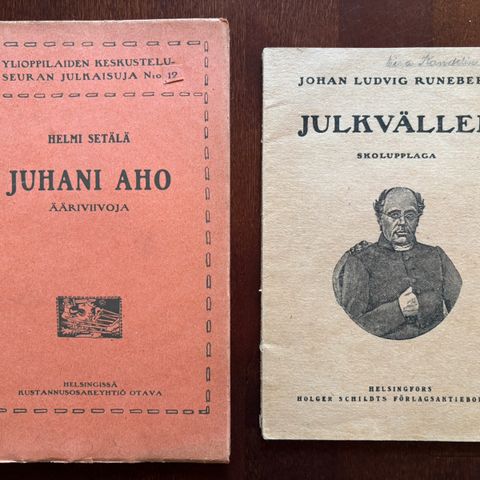 YLIOPPILAIDEN KESKUSTELU-
SEURAN JULKAISUJA N:o 19
HELMI SETÄLÄ
JUHANI AHO
ÄÄRIVIIVOJA
HELSINGISSÄ
KUSTANNUSOSAKEYHTIÖ OTAVA
JOHAN LUDVIG RUNEBER
JULKVÄLLEN
SKOLUPPLAGA
HELSINGFORS
HOLGER SCHILDTS FÖRLAGSAKTIEBO